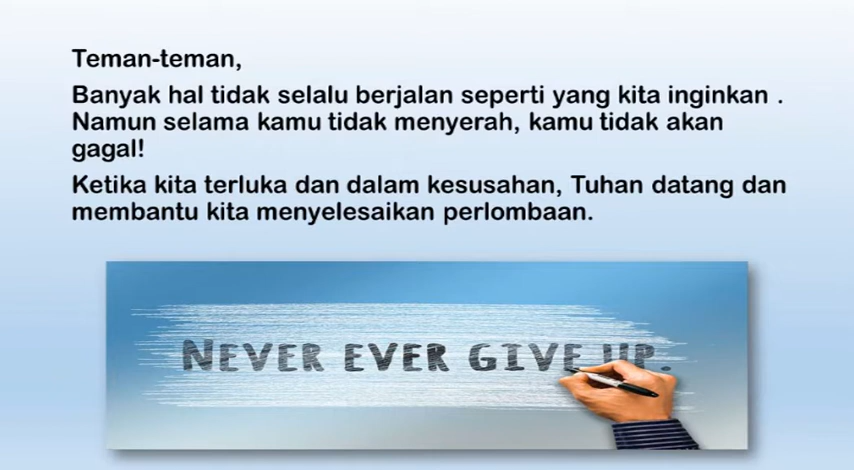 Teman-teman,
Banyak hal tidak selalu berjalan seperti yang kita inginkan .
Namun selama kamu tidak menyerah, kamu tidak akan
gagal!
Ketika kita terluka dan dalam kesusahan, Tuhan datang dan
membantu kita menyelesaikan perlombaan.
NEVER EVER GIVE UP.